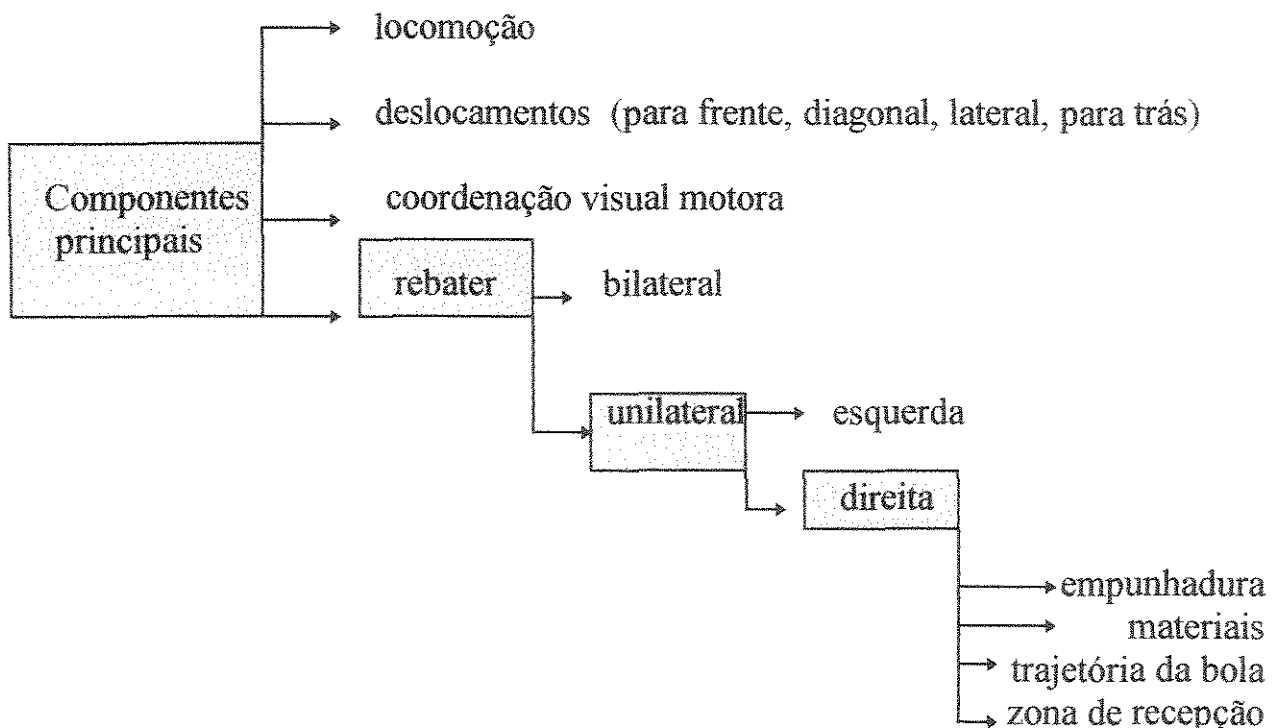 locomoção
deslocamentos (para frente, diagonal, lateral, para trás)
Componentes
principais
coordenação visual motora
rebater
bilateral
unilateral
esquerda
direita
empunhadura
materiais
trajetória da bola
zona de recepção